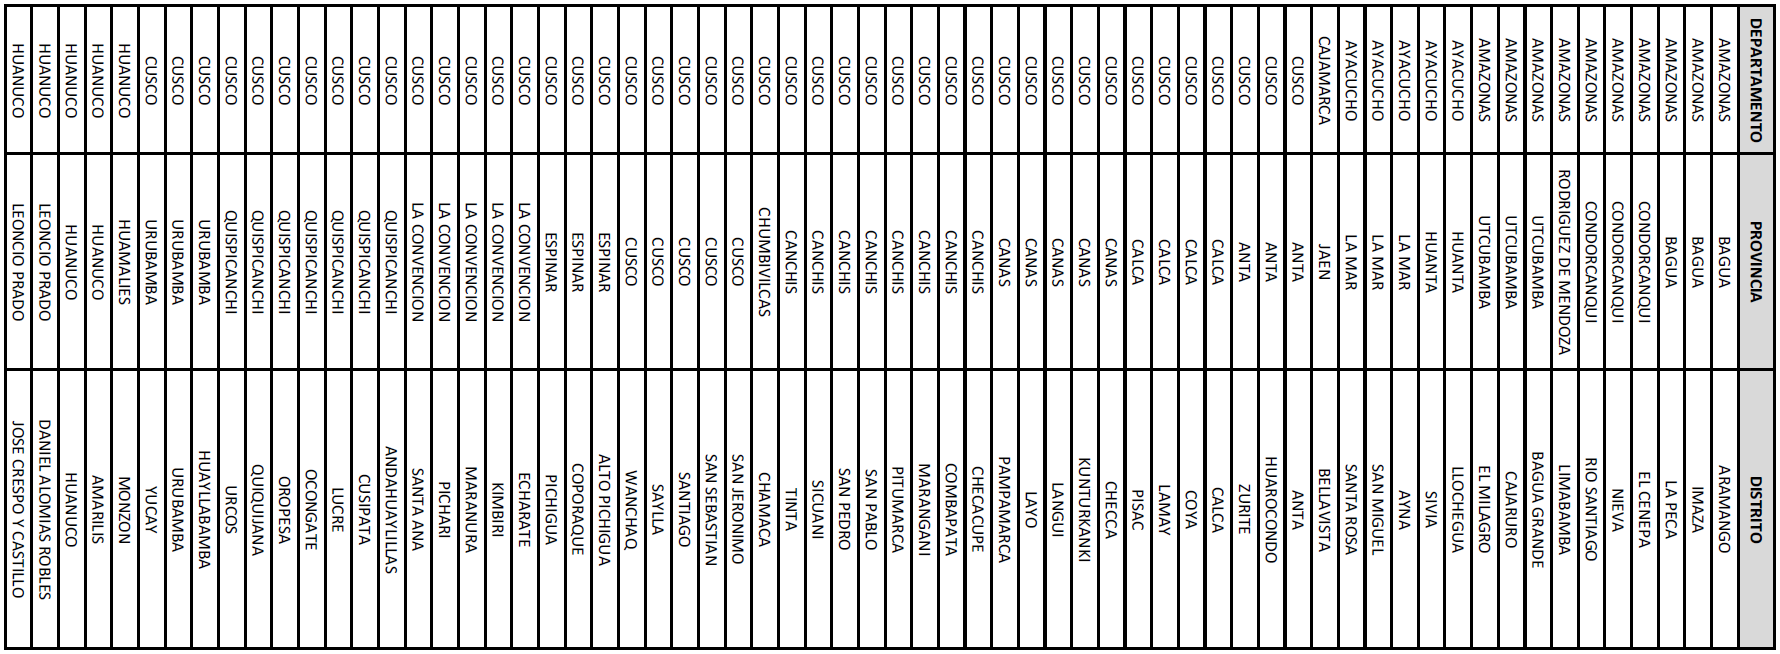 DEPARTAMENTO PROVINCIA DISTRITO
AMAZONAS BAGUA ARAMANGO
AMAZONAS BAGUA IMAZA
AMAZONAS BAGUA LA PECA
AMAZONAS CONDORCANQUI EL CENEPA
AMAZONAS CONDORCANQUI NIEVA
AMAZONAS CONDORCANQUI RIO SANTIAGO
AMAZONAS RODRIGUEZ DE MENDOZA LIMABAMBA
AMAZONAS UTCUBAMBA BAGUA GRANDE
AMAZONAS UTCUBAMBA CAJARURO
AMAZONAS UTCUBAMBA EL MILAGRO
AYACUCHO HUANTA LLOCHEGUA
AYACUCHO HUANTA SIVIA
AYACUCHO LA MAR AYNA
AYACUCHO LA MAR SAN MIGUEL
AYACUCHO LA MAR SANTA ROSA
CAJAMARCA JAEN BELLAVISTA
CUSCO ANTA ANTA
CUSCO ANTA HUAROCONDO
CUSCO ANTA ZURITE
CUSCO CALCA CALCA
CUSCO CALCA COYA
CUSCO CALCA LAMAY
CUSCO CALCA PISAC
CUSCO CANAS CHECCA
CUSCO CANAS KUNTURKANKI
CUSCO CANAS LANGUI
CUSCO CANAS LAYO
CUSCO CANAS PAMPAMARCA
CUSCO CANCHIS CHECACUPE
CUSCO CANCHIS COMBAPATA
CUSCO CANCHIS MARANGANI
CUSCO CANCHIS PITUMARCA
CUSCO CANCHIS SAN PABLO
CUSCO CANCHIS SAN PEDRO
CUSCO CANCHIS SICUANI
CUSCO CANCHIS TINTA
CUSCO CHUMBIVILCAS CHAMACA
CUSCO CUSCO SAN JERONIMO
CUSCO CUSCO SAN SEBASTIAN
CUSCO CUSCO SANTIAGO
CUSCO CUSCO SAYLLA
CUSCO CUSCO WANCHAQ
CUSCO ESPINAR ALTO PICHIGUA
CUSCO ESPINAR COPORAQUE
CUSCO ESPINAR PICHIGUA
CUSCO LA CONVENCION ECHARATE
CUSCO LA CONVENCION KIMBIRI
CUSCO LA CONVENCION MARANURA
CUSCO LA CONVENCION PICHARI
CUSCO LA CONVENCION SANTA ANA
CUSCO QUISPICANCHI ANDAHUAYLILLAS
CUSCO QUISPICANCHI CUSIPATA
CUSCO QUISPICANCHI LUCRE
CUSCO QUISPICANCHI OCONGATE
CUSCO QUISPICANCHI OROPESA
CUSCO QUISPICANCHI QUIQUIJANA
CUSCO QUISPICANCHI URCOS
CUSCO URUBAMBA HUAYLLABAMBA
CUSCO URUBAMBA URUBAMBA
CUSCO URUBAMBA YUCAY
HUANUCO HUAMALIES MONZON
HUANUCO HUANUCO AMARILIS
HUANUCO HUANUCO HUANUCO
HUANUCO LEONCIO PRADO DANIEL ALOMIAS ROBLES
HUANUCO LEONCIO PRADO JOSE CRESPO Y CASTILLO